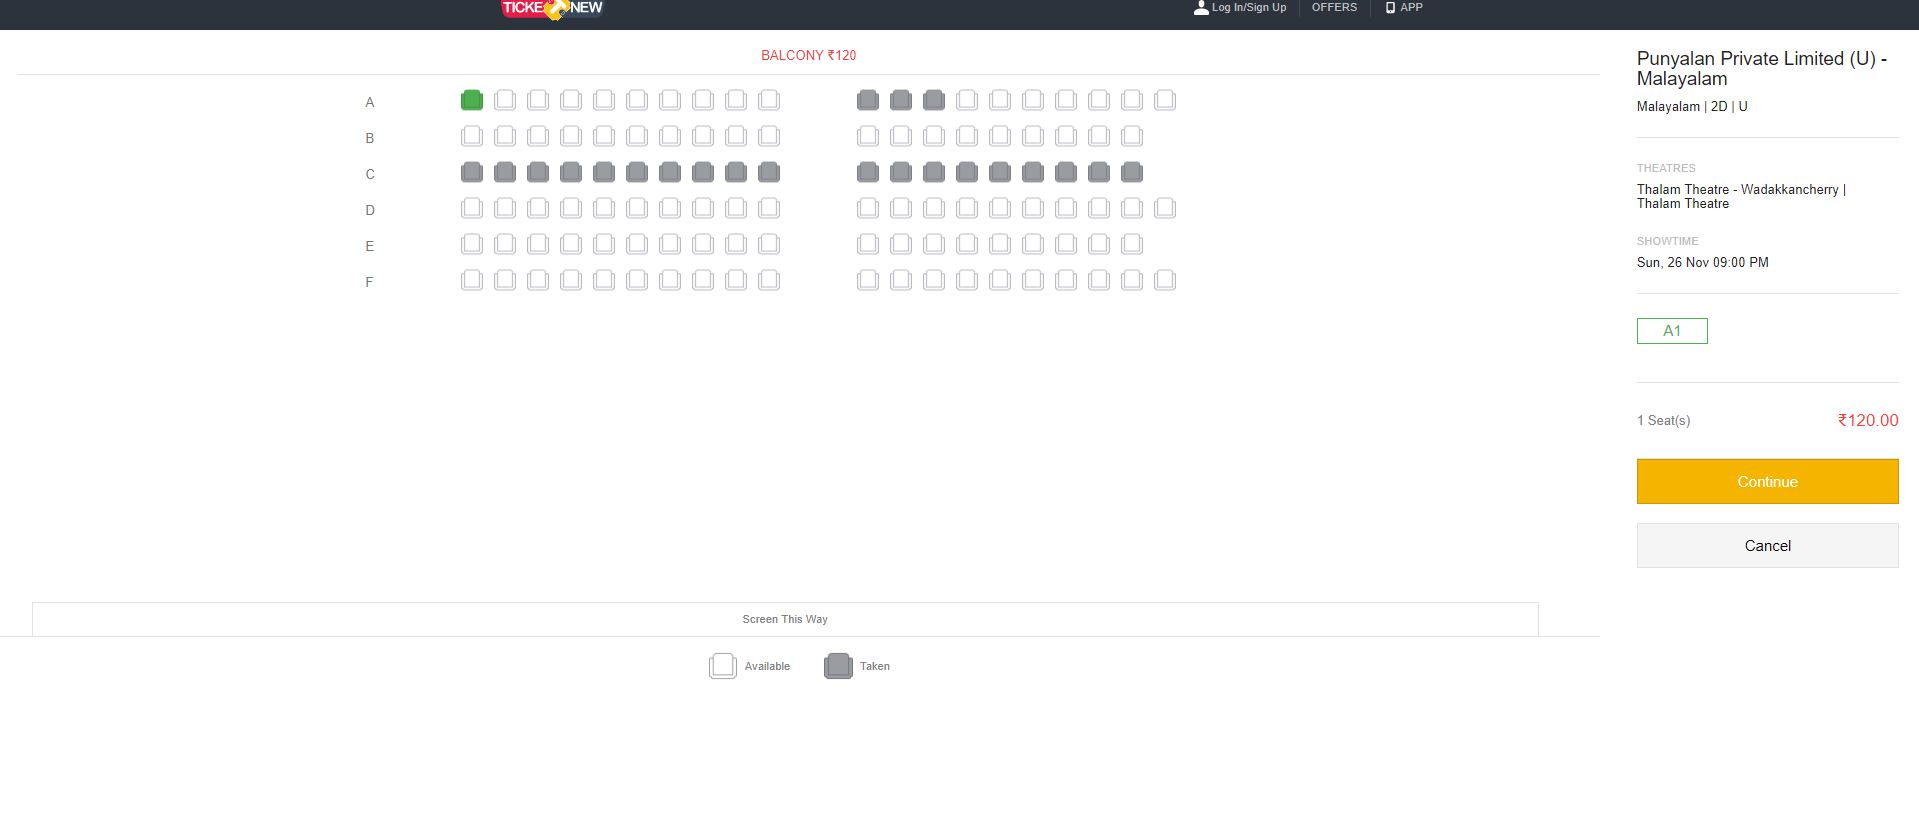 TICKETNEW
Log In/Sign Up
OFFERS
APP
BALCONY ₹120
A
B
C
D
E
F
Screen This Way
Available
Taken
Punyalan Private Limited (U) -
Malayalam
Malayalam | 2D | U
THEATRES
Thalam Theatre - Wadakkancherry |
Thalam Theatre
SHOWTIME
Sun, 26 Nov 09:00 PM
A1
1 Seat(s)
₹120.00
Continue
Cancel